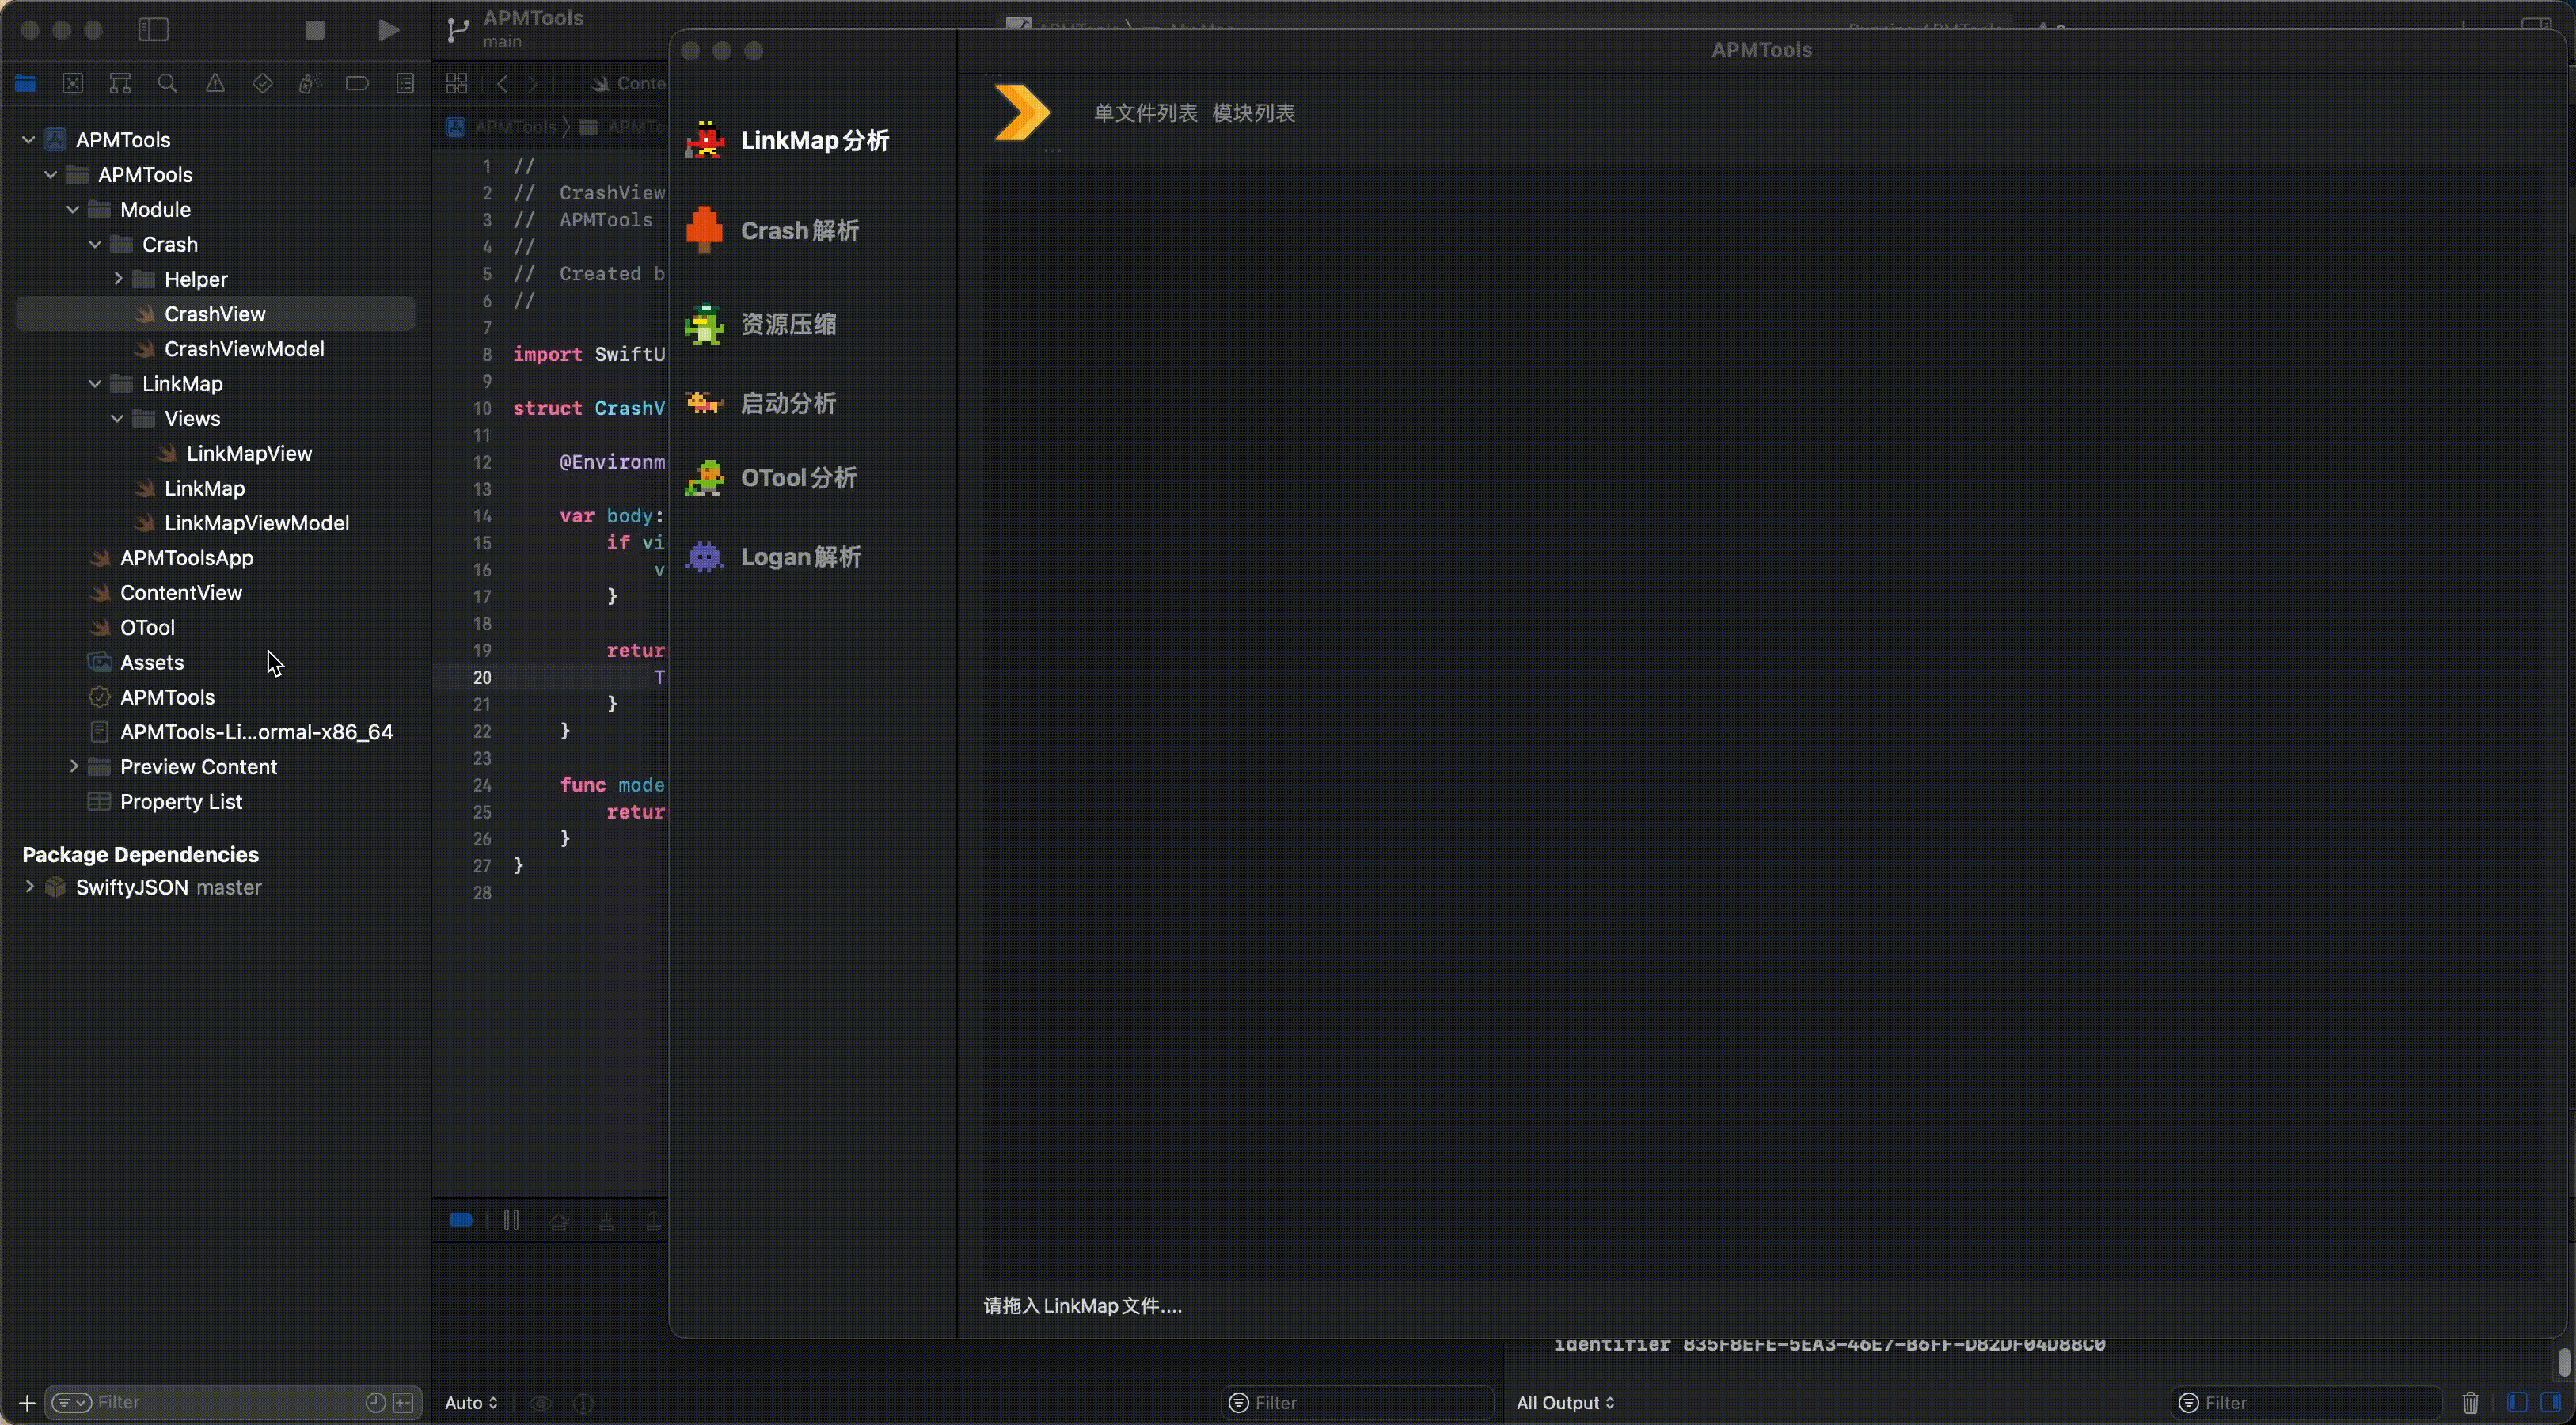 APMTools
main
APMTools
Conte
APMTools
APMTo
APMTools
APMTools
Module
Crash
Helper
CrashView
CrashViewModel
LinkMap
Views
LinkMapView
LinkMap
LinkMapViewModel
APMToolsApp
ContentView
OTool
Assets
APMTools
APMTools-Li...ormal-x86_64
Preview Content
Property List
Package Dependencies
SwiftyJSON master
Filter
1 //
2 // CrashView
3 // APMTools
4 //
5 // Created b
6 //
7
8 import SwiftU
9
10 struct CrashV
11
12 @Environm
13
14 var body:
15 if vi
16 v
17 }
18
19 retur
20 T
21 }
22 }
23
24 func mode
25 retur
26 }
27 }
28
LinkMap分析
Crash解析
资源压缩
启动分析
OTool分析
Logan解析
单文件列表 模块列表
请拖入LinkMap文件....
identifier 835F8EFE-5EA3-46E7-B6FF-D82DF04D88C0
Auto
Filter
All Output
Filter